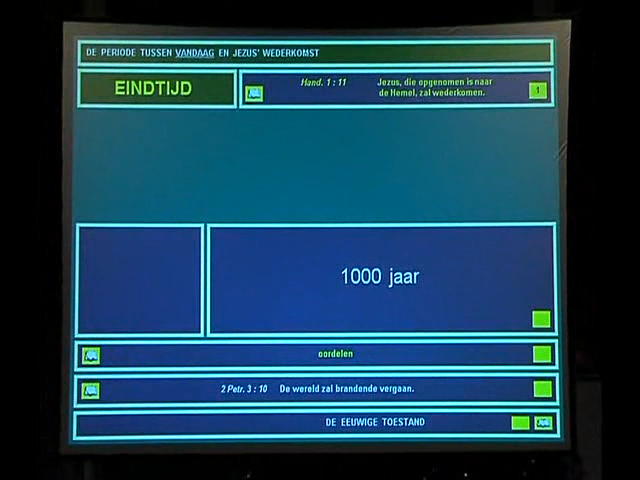 DE PERIODE TUSSEN VANDAAG EN JEZUS' WEDERKOMST
EINDTIJD
Hand. 1 : 11
Jezus, die opgenomen is naar
de Hemel, zal wederkomen.
1
1000 jaar
oordelen
2 Petr. 3 : 10 De wereld zal brandende vergaan.
DE EEUWIGE TOESTAND